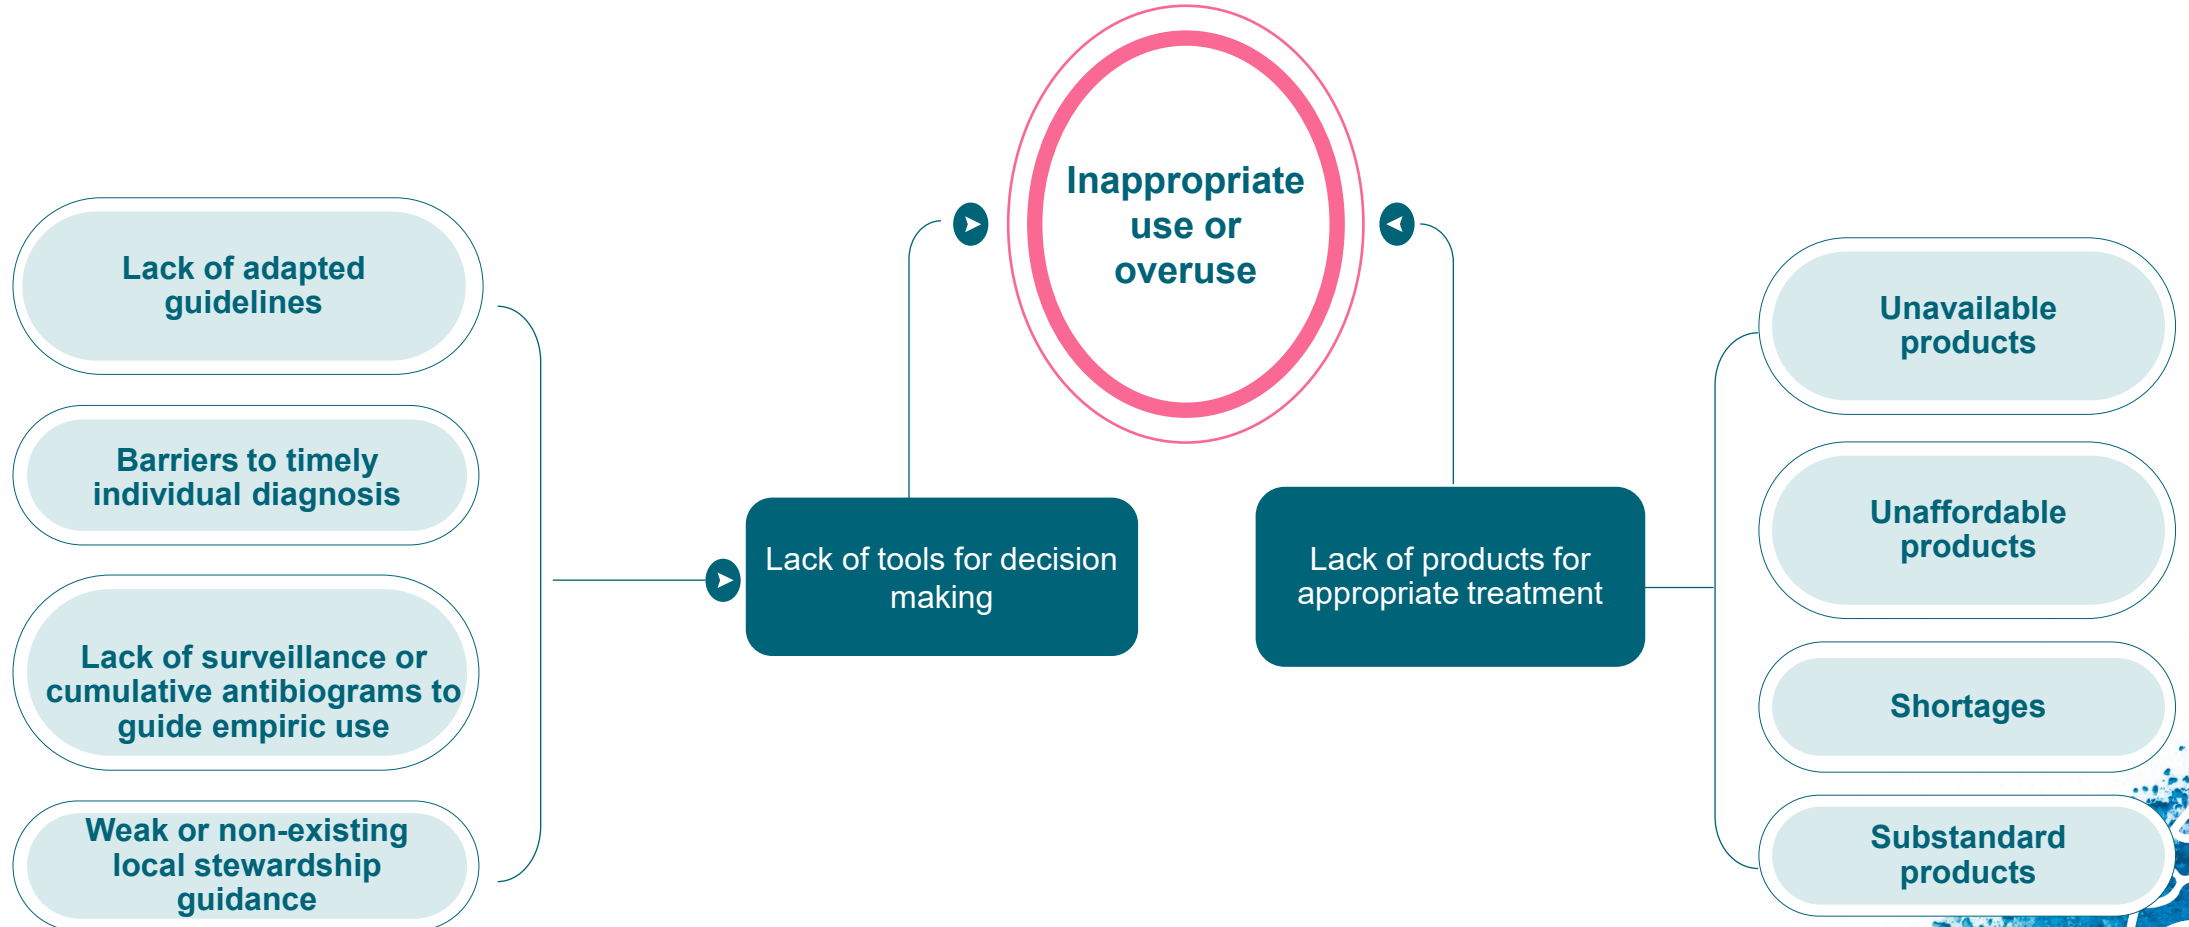 Inappropriate
use or
overuse
Lack of adapted
guidelines
Barriers to timely
individual diagnosis
Lack of surveillance or
cumulative antibiograms to
guide empiric use
Weak or non-existing
local stewardship
guidance
Lack of tools for decision
making
Lack of products for
appropriate treatment
Unavailable
products
Unaffordable
products
Shortages
Substandard
products